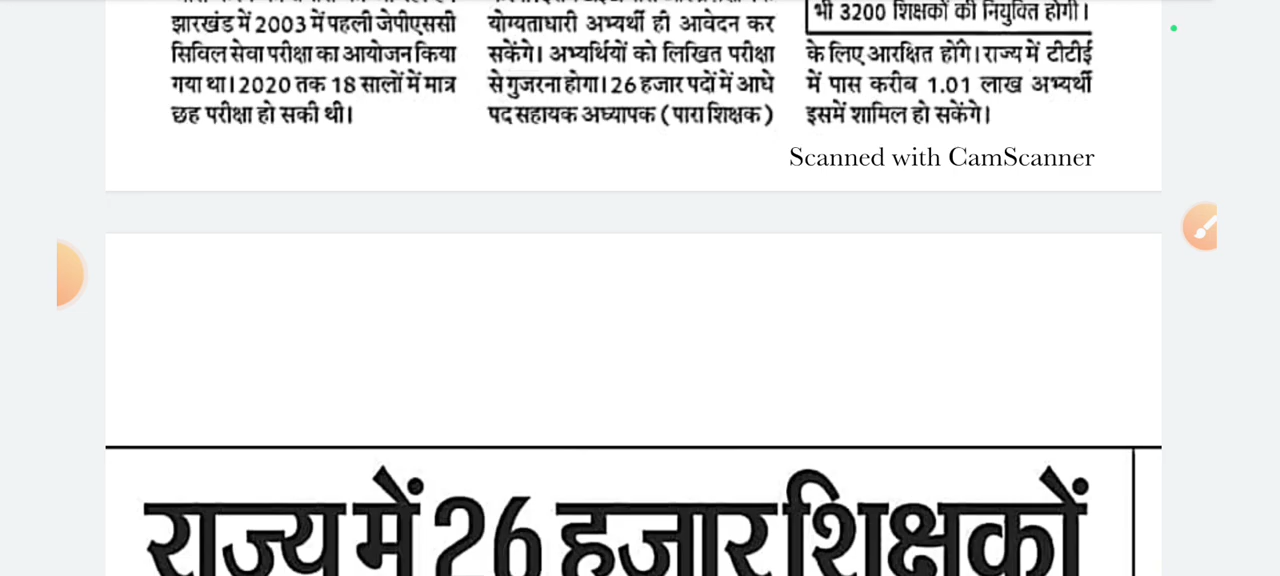 झारखंड में 2003 में पहली जेपीएससी
सिविल सेवा परीक्षा का आयोजन किया
गया था। 2020 तक 18 सालों में मात्र
छह परीक्षा हो सकी थी।
योग्यताधारी अभ्यर्थी ही आवेदन कर
सकेंगे। अभ्यर्थियों को लिखित परीक्षा
से गुजरना होगा। 26 हजार पदों में आधे
पद सहायक अध्यापक (पारा शिक्षक)
भी 3200 शिक्षकों की नियुक्ति होगी।
के लिए आरक्षित होंगे। राज्य में टीटीई
में पास करीब 1.01 लाख अभ्यर्थी
इसमें शामिल हो सकेंगे।
Scanned with CamScanner
राज्य में 26 हजार शिक्षकों